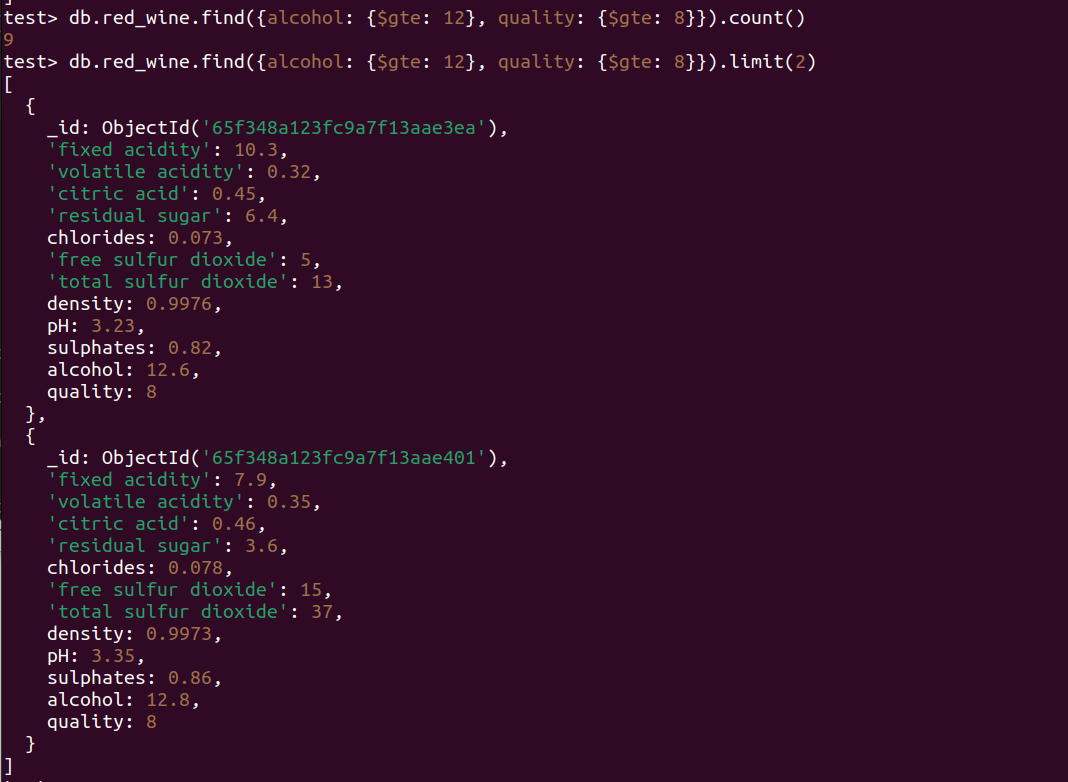 test> db.red_wine.find({alcohol: {$gte: 12}, quality: {$gte: 8}}).count()
9
test> db.red_wine.find({alcohol: {$gte: 12}, quality: {$gte: 8}}).limit(2)
[
  {
    _id: ObjectId('65f348a123fc9a7f13aae3ea'),
    'fixed acidity': 10.3,
    'volatile acidity': 0.32,
    'citric acid': 0.45,
    'residual sugar': 6.4,
    chlorides: 0.073,
    'free sulfur dioxide': 5,
    'total sulfur dioxide': 13,
    density: 0.9976,
    pH: 3.23,
    sulphates: 0.82,
    alcohol: 12.6,
    quality: 8
  },
  {
    _id: ObjectId('65f348a123fc9a7f13aae401'),
    'fixed acidity': 7.9,
    'volatile acidity': 0.35,
    'citric acid': 0.46,
    'residual sugar': 3.6,
    chlorides: 0.078,
    'free sulfur dioxide': 15,
    'total sulfur dioxide': 37,
    density: 0.9973,
    pH: 3.35,
    sulphates: 0.86,
    alcohol: 12.8,
    quality: 8
  }
]